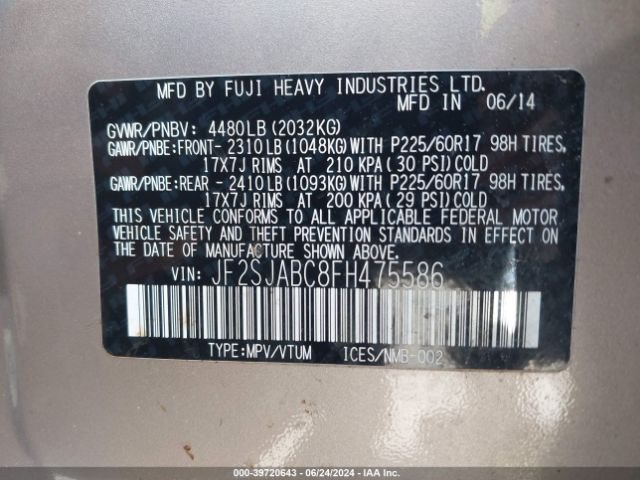 MFD BY FUJI HEAVY INDUSTRIES LTD.
MFD IN 06/14
GVWR/PNBV: 4480LB(2032KG)
GAWR/PNBE:FRONT- 2310LB(1048KG)WITH P225/60R17 98H TIRES,
17X7J RIMS AT 210 KPA(30 PSI)COLD
GAWR/PNBE:REAR - 2410LB(1093KG)WITH P225/60R17 98H TIRES,
17X7J RIMS AT 200 KPA(29 PSI)COLD
THIS VEHICLE CONFORMS TO ALL APPLICABLE FEDERAL MOTOR
VEHICLE SAFETY AND THEFT PREVENTION STANDARDS IN EFFECT ON
THE DATE OF MANUFACTURE SHOWN ABOVE.
VIN: JF2SJABC8FH475586
TYPE:MPV/VTUM ICES/NMB-002
000-39720643 - 06/24/2024 - IAA Inc.